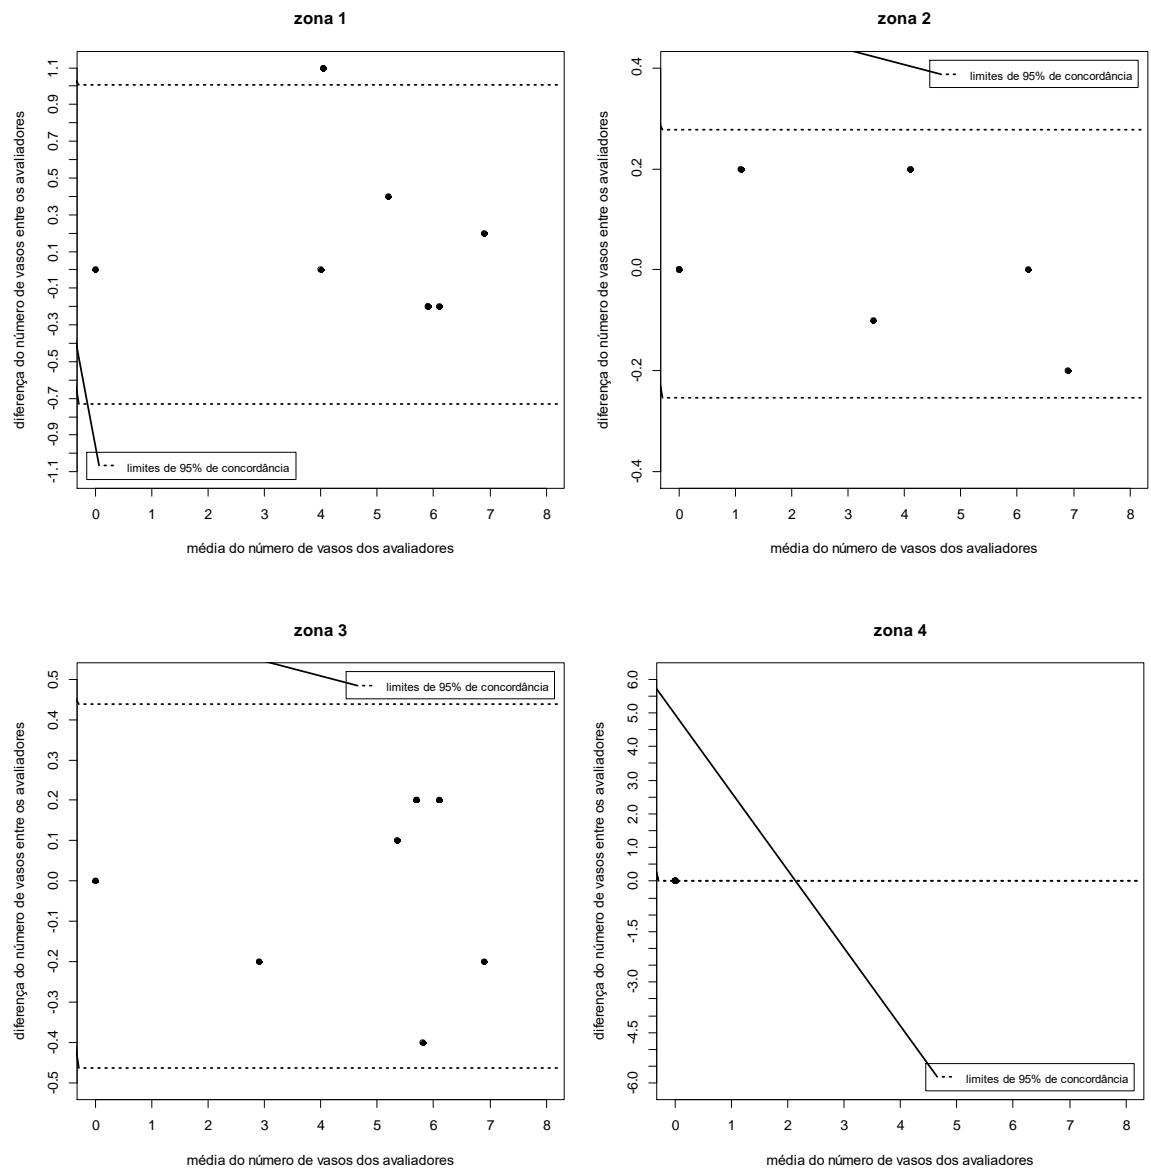 zona 1
diferença do número de vasos entre os avaliadores
1.1
0.9
0.7
0.5
0.3
0.1
-0.1
-0.3
-0.5
-0.7
-0.9
-1.1
limites de 95% de concordância
0 1 2 3 4 5 6 7 8
média do número de vasos dos avaliadores
zona 2
diferença do número de vasos entre os avaliadores
0.4
0.2
0.0
-0.2
-0.4
limites de 95% de concordância
0 1 2 3 4 5 6 7 8
média do número de vasos dos avaliadores
zona 3
diferença do número de vasos entre os avaliadores
0.5
0.4
0.3
0.2
0.1
0.0
-0.1
-0.2
-0.3
-0.4
-0.5
limites de 95% de concordância
0 1 2 3 4 5 6 7 8
média do número de vasos dos avaliadores
zona 4
diferença do número de vasos entre os avaliadores
6.0
5.0
4.0
3.0
2.0
1.0
0.0
-1.5
-3.0
-4.5
-6.0
limites de 95% de concordância
0 1 2 3 4 5 6 7 8
média do número de vasos dos avaliadores